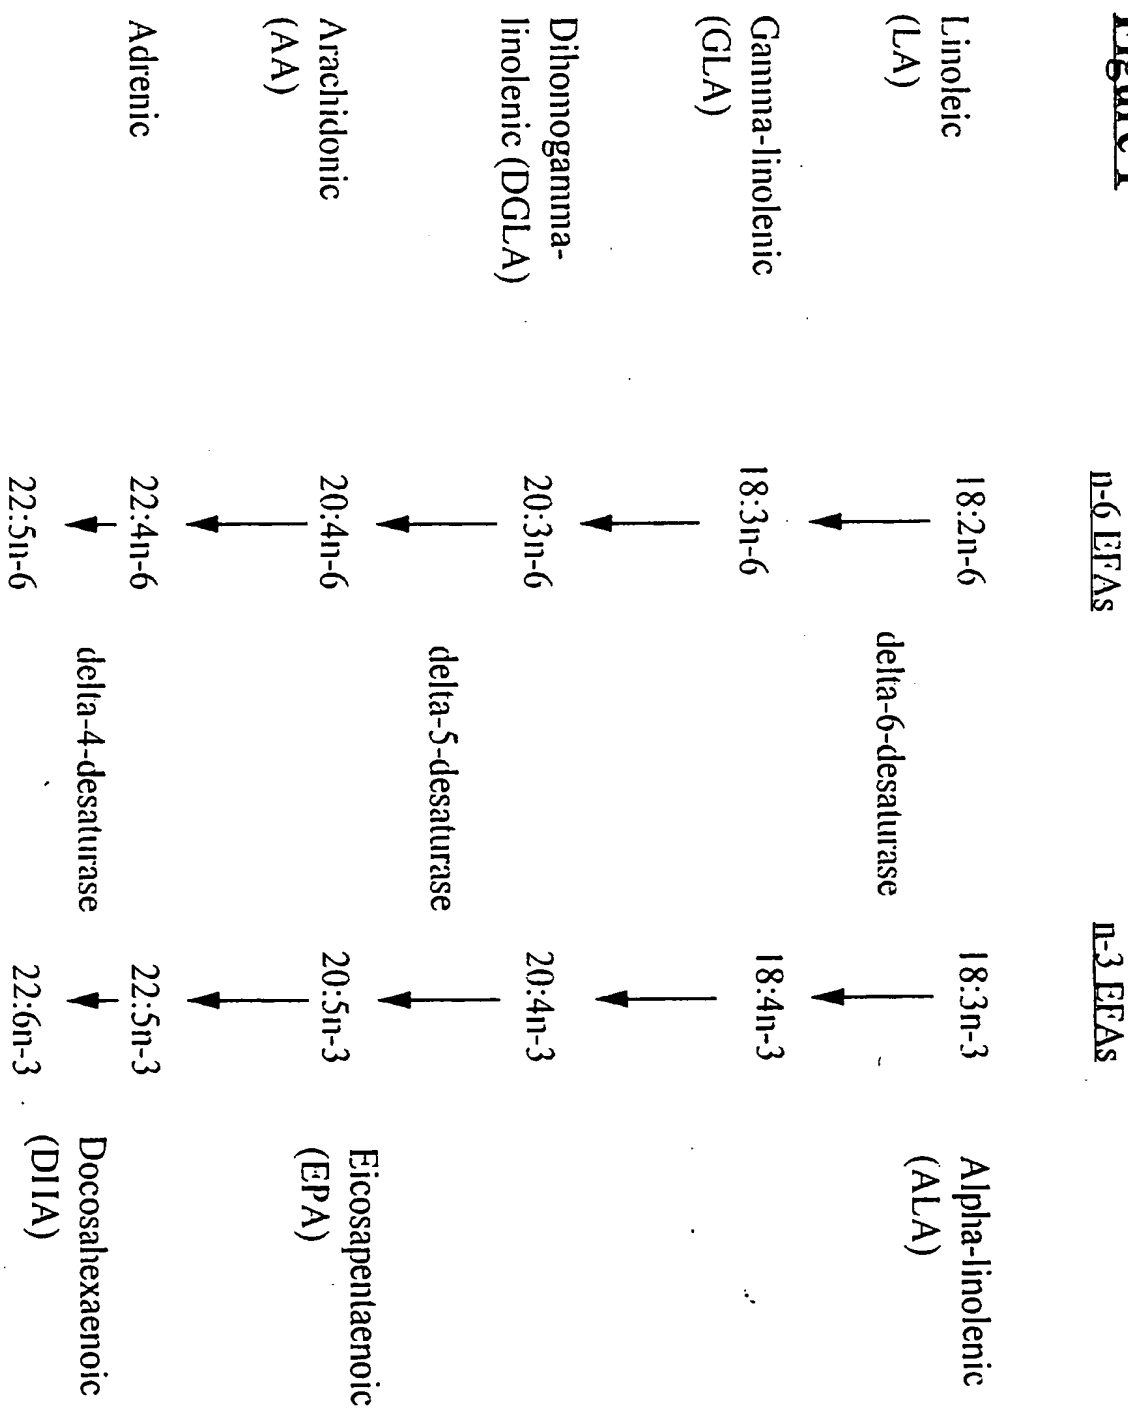 Figure 1
n-6 EFAs
n-3 EFAs
Linoleic
(LA)
18:2n-6
18:3n-3
Alpha-linolenic
(ALA)
delta-6-desaturase
Gamma-linolenic
(GLA)
18:3n-6
18:4n-3
Dihomogamma-
linolenic (DGLA)
20:3n-6
20:4n-3
delta-5-desaturase
Arachidonic
(AA)
20:4n-6
20:5n-3
Eicosapentaenoic
(EPA)
Adrenic
22:4n-6
22:5n-3
delta-4-desaturase
22:5n-6
22:6n-3
Docosahexaenoic
(DHA)